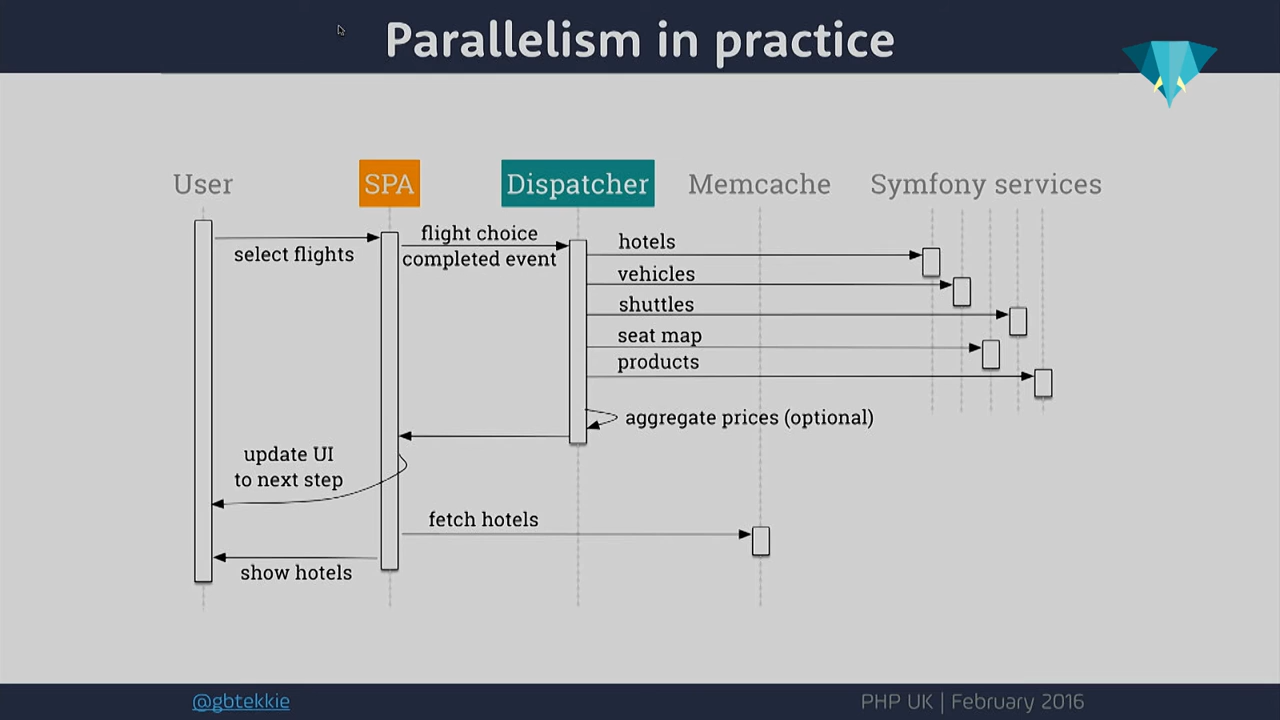 Parallelism in practice
User
SPA
Dispatcher
Memcache
Symfony services
select flights
flight choice
completed event
hotels
vehicles
shuttles
seat map
products
aggregate prices (optional)
update UI
to next step
fetch hotels
show hotels
@gbtekkie
PHP UK | February 2016